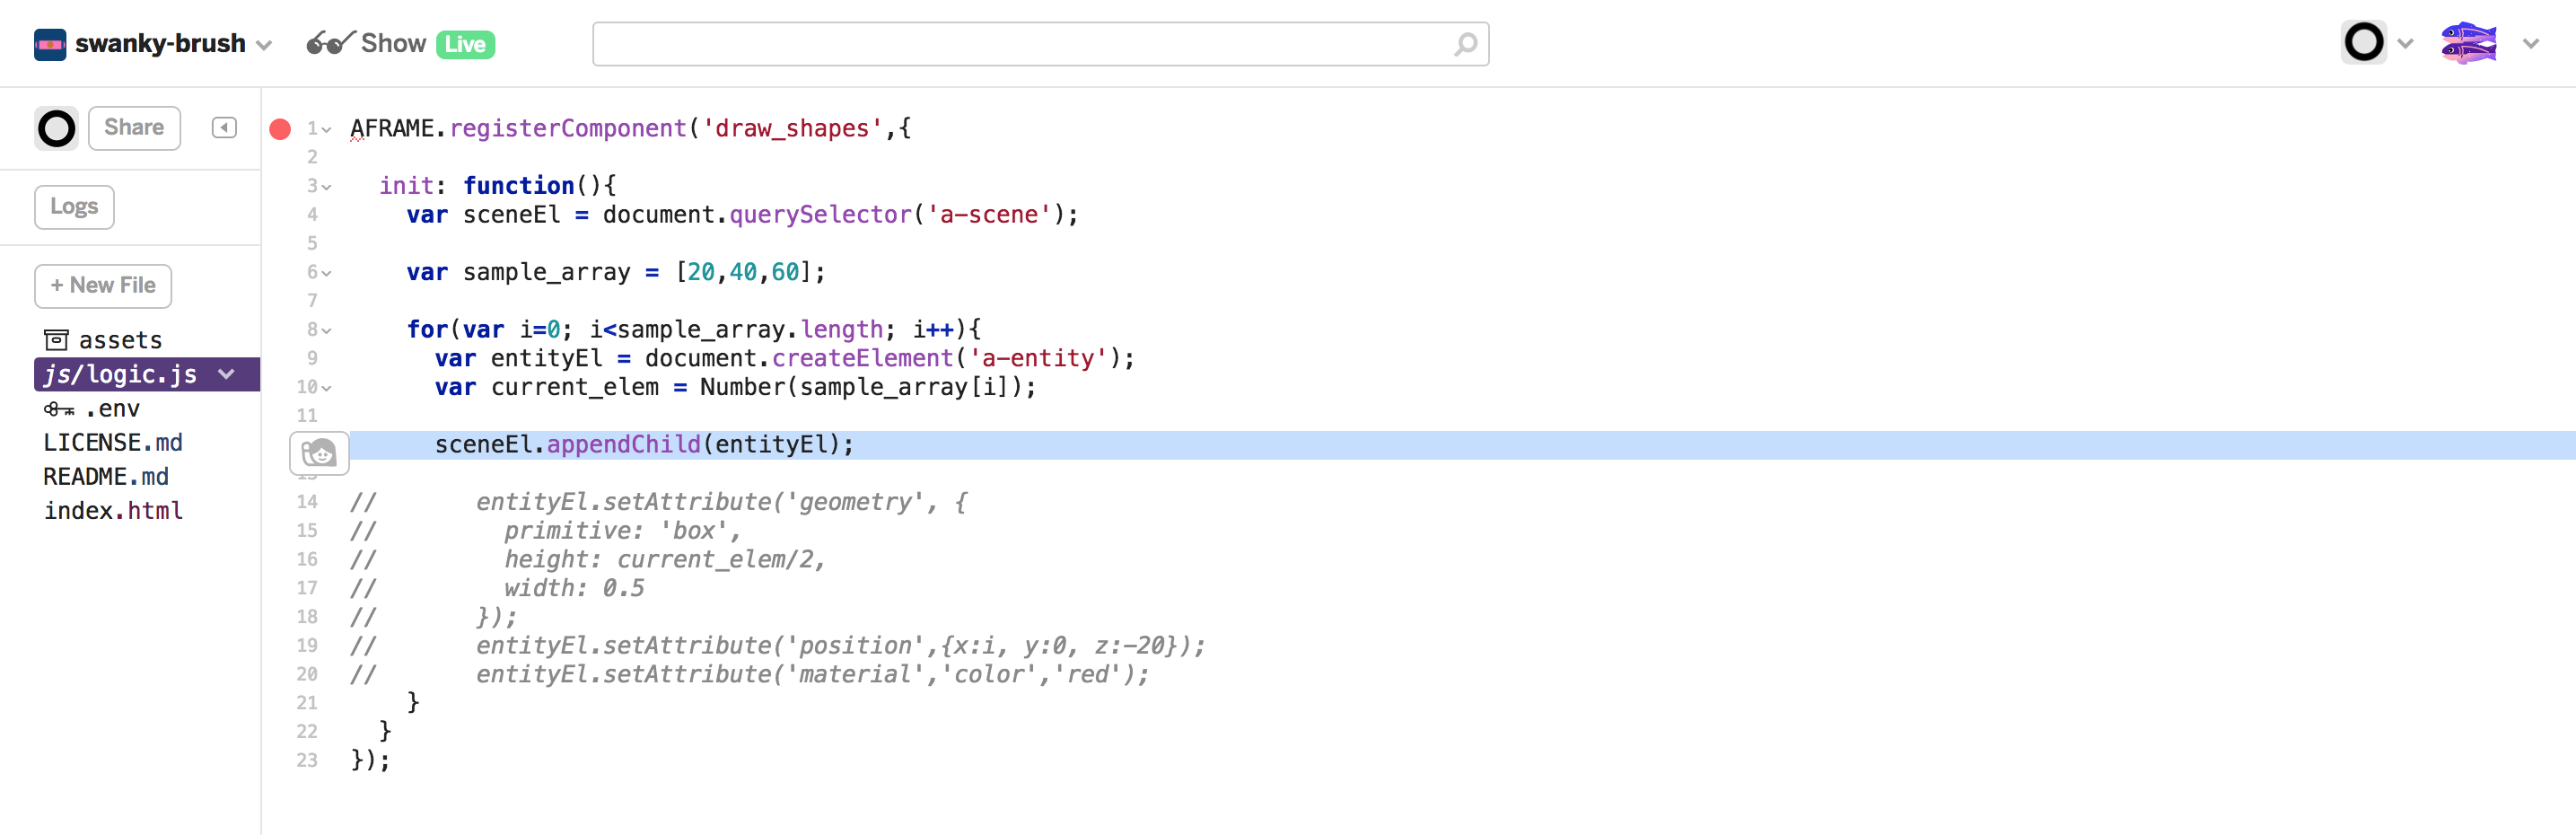 swanky-brush Show Live
Share
Logs
+ New File
assets
js/logic.js
.env
LICENSE.md
README.md
index.html
1 AFRAME.registerComponent('draw_shapes',{
2
3 init: function(){
4 var sceneEl = document.querySelector('a-scene');
5
6 var sample_array = [20,40,60];
7
8 for(var i=0; i<sample_array.length; i++){
9 var entityEl = document.createElement('a-entity');
10 var current_elem = Number(sample_array[i]);
11
sceneEl.appendChild(entityEl);
13
14 // entityEl.setAttribute('geometry', {
15 // primitive: 'box',
16 // height: current_elem/2,
17 // width: 0.5
18 // });
19 // entityEl.setAttribute('position',{x:i, y:0, z:-20});
20 // entityEl.setAttribute('material','color','red');
21 }
22 }
23 });